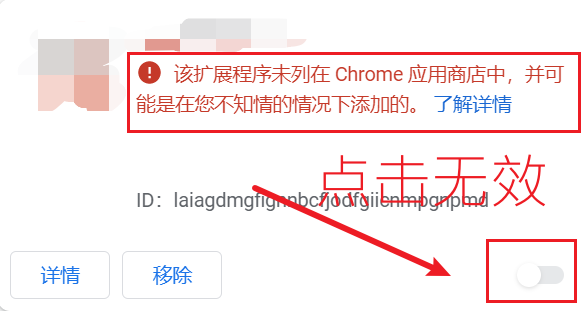 该扩展程序未列在 Chrome 应用商店中，并可
能是在您不知情的情况下添加的。 了解详情
点击无效
ID： laiagdmgfignnbcfjodfgiienmpgnpmd
详情
移除